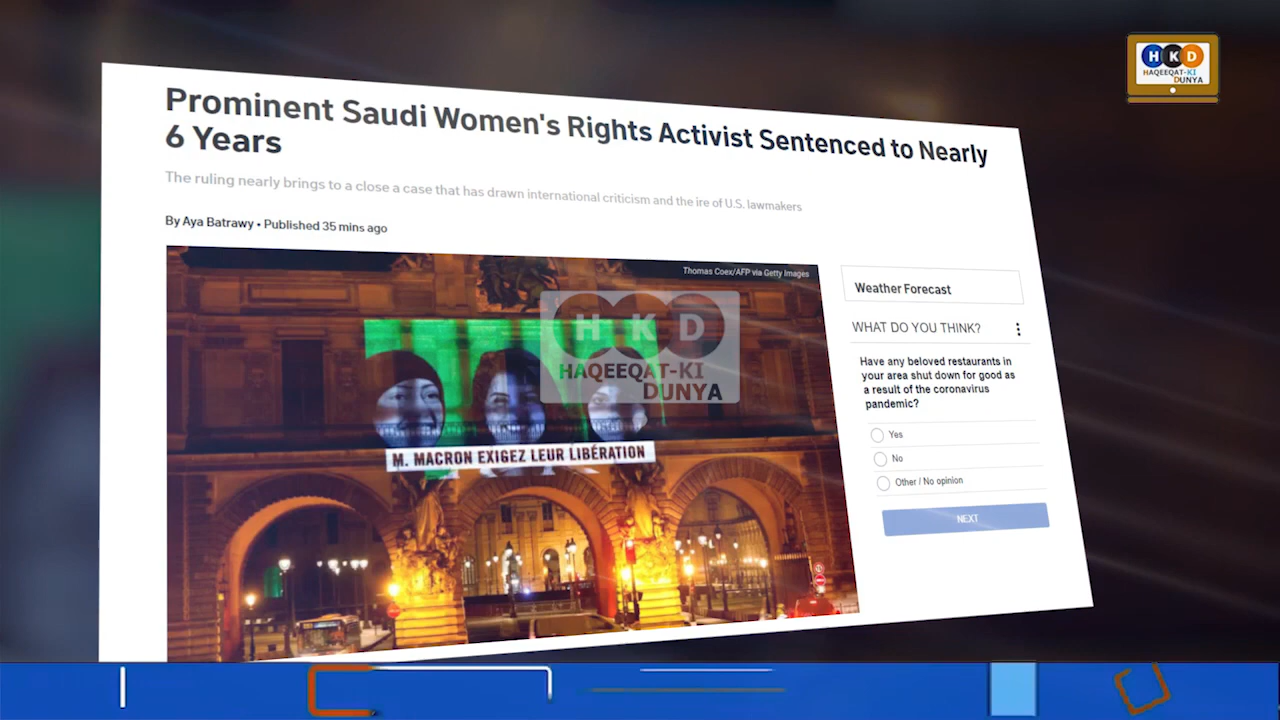 HKD
HAQEEQAT-KI
DUNYA
Prominent Saudi Women's Rights Activist Sentenced to Nearly
6 Years
The ruling nearly brings to a close a case that has drawn international criticism and the ire of U.S. lawmakers
By Aya Batrawy • Published 35 mins ago
Thomas Coex/AFP via Getty Images
HKD
HAQEEQAT-KI
DUNYA
M. MACRON EXIGEZ LEUR LIBÉRATION
Weather Forecast
WHAT DO YOU THINK?
Have any beloved restaurants in
your area shut down for good as
a result of the coronavirus
pandemic?
Yes
No
Other / No opinion
NEXT